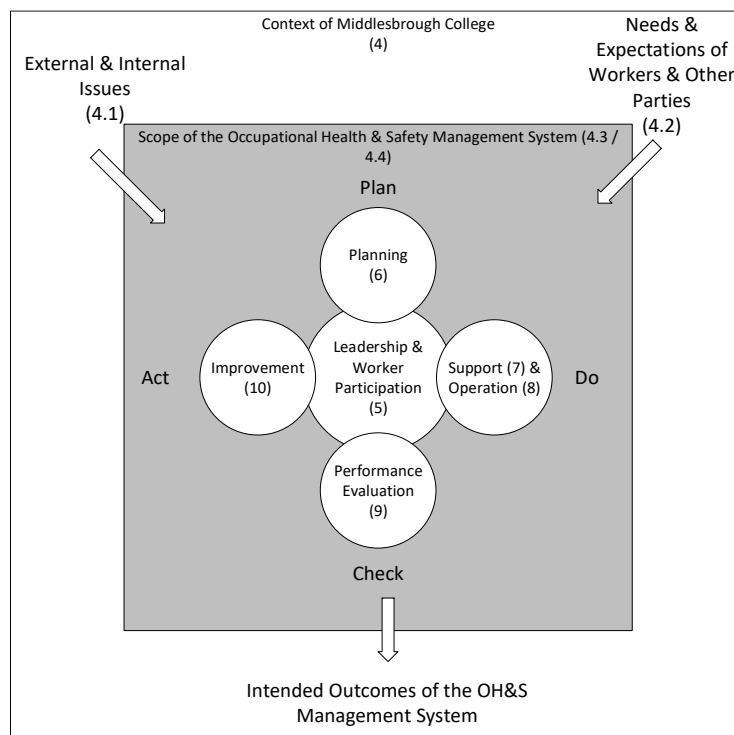 Context of Middlesbrough College
(4)
External & Internal
Issues
(4.1)
Needs &
Expectations of
Workers & Other
Parties
(4.2)
Scope of the Occupational Health & Safety Management System (4.3 /
4.4)
Plan
Planning
(6)
Act
Improvement
(10)
Leadership &
Worker
Participation
(5)
Support (7) &
Operation (8)
Do
Performance
Evaluation
(9)
Check
Intended Outcomes of the OH&S
Management System